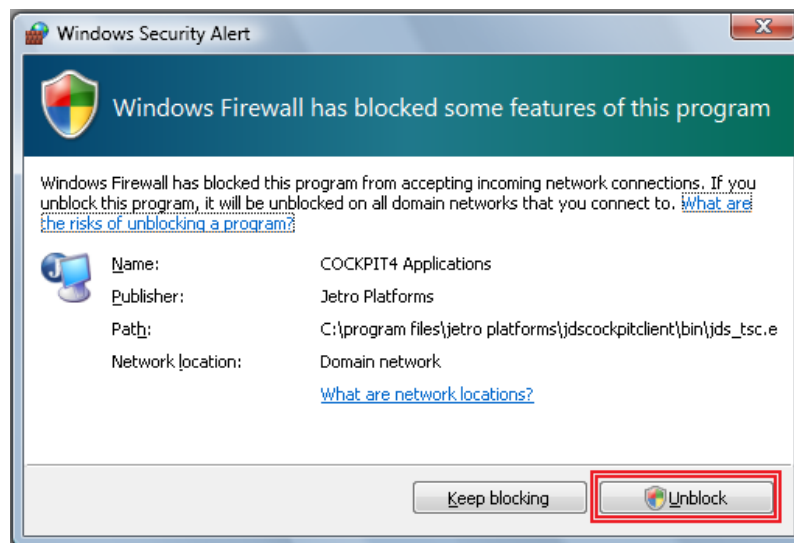 Windows Security Alert
Windows Firewall has blocked some features of this program
Windows Firewall has blocked this program from accepting incoming network connections. If you
unblock this program, it will be unblocked on all domain networks that you connect to. What are
the risks of unblocking a program?
Name: COCKPIT4 Applications
Publisher: Jetro Platforms
Path: C:\program files\jetro platforms\jdscockpitclient\bin\jds_tsc.e
Network location: Domain network
What are network locations?
Keep blocking Unblock